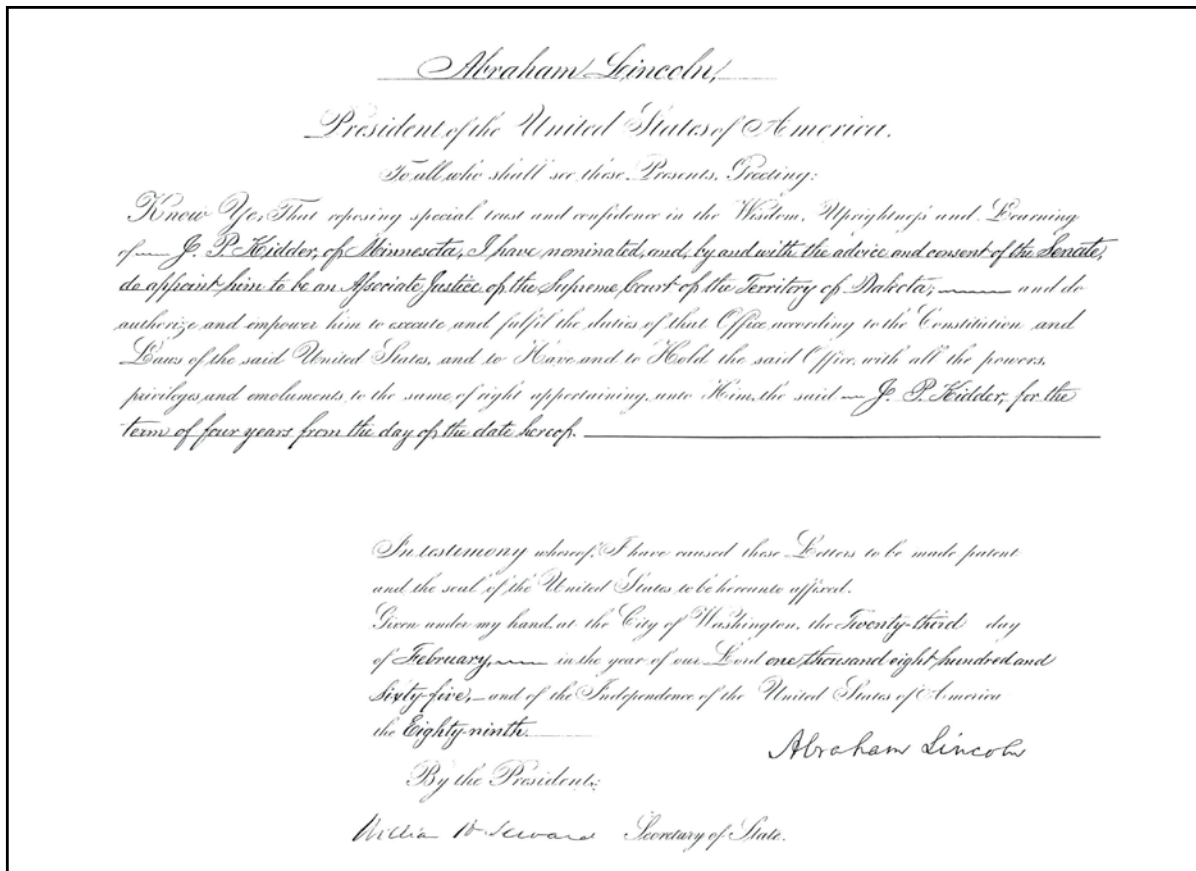 Abraham Lincoln,
President of the United States of America.
To all who shall see these Presents, Greeting:
Know Ye, That reposing special trust and confidence in the Wisdom, Uprightness and Learning
of J. P. Kidder, of Minnesota, I have nominated, and, by and with the advice and consent of the Senate,
do appoint him to be an Associate Justice of the Supreme Court of the Territory of Dakota; and do
authorize and empower him to execute and fulfil the duties of that Office according to the Constitution and
Laws of the said United States, and to Have and to Hold the said Office, with all the powers,
privileges and emoluments to the same of right appertaining, unto Him, the said J. P. Kidder, for the
term of four years from the day of the date hereof.
In testimony whereof, I have caused these Letters to be made patent
and the seal of the United States to be hereunto affixed.
Given under my hand, at the City of Washington, the Twenty-third day
of February, in the year of our Lord one thousand eight hundred and
sixty-five, and of the Independence of the United States of America
the Eighty-ninth.
Abraham Lincoln
By the President:
William H Seward Secretary of State.